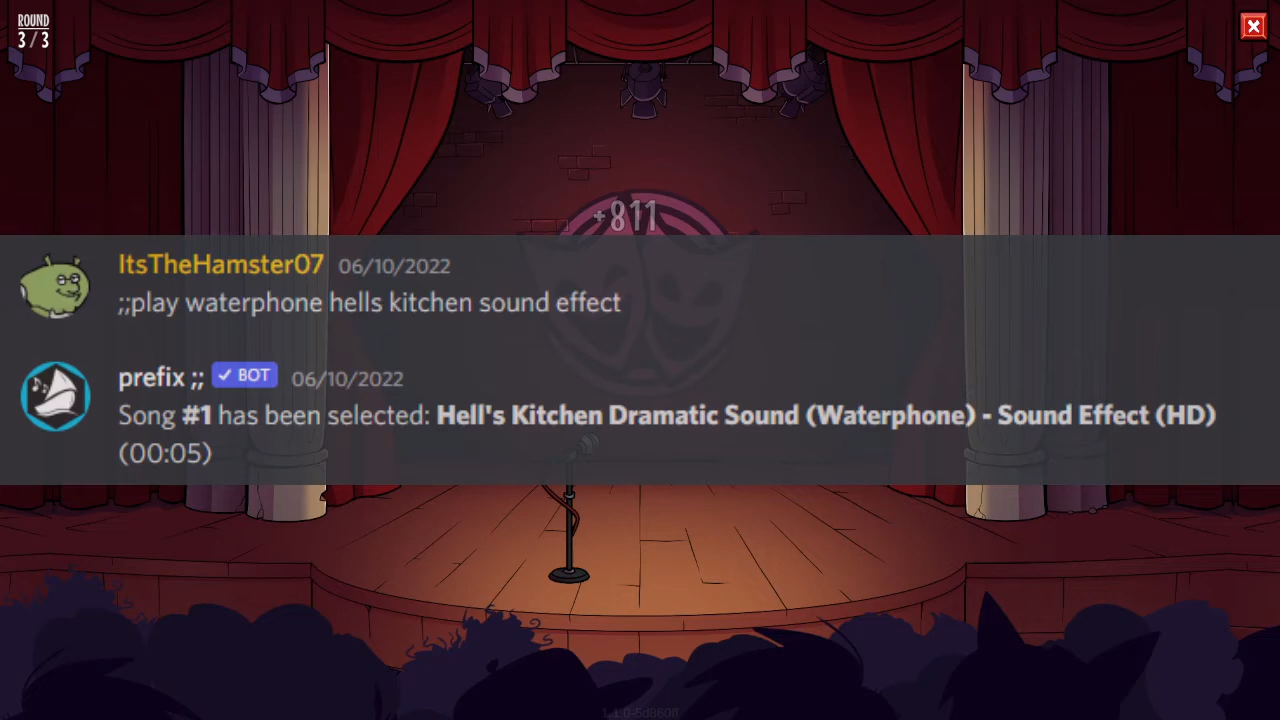 ROUND
3/3
+811
ItsTheHamster07 06/10/2022
;;play waterphone hells kitchen sound effect
prefix ;; ✓ BOT 06/10/2022
Song #1 has been selected: Hell's Kitchen Dramatic Sound (Waterphone) - Sound Effect (HD)
(00:05)